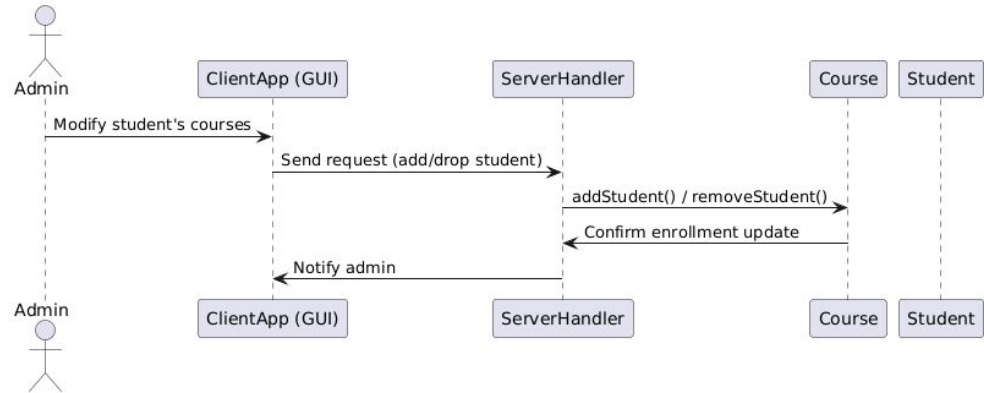 Admin
ClientApp (GUI)
ServerHandler
Course
Student
Modify student's courses
Send request (add/drop student)
addStudent() / removeStudent()
Confirm enrollment update
Notify admin
Admin
ClientApp (GUI)
ServerHandler
Course
Student